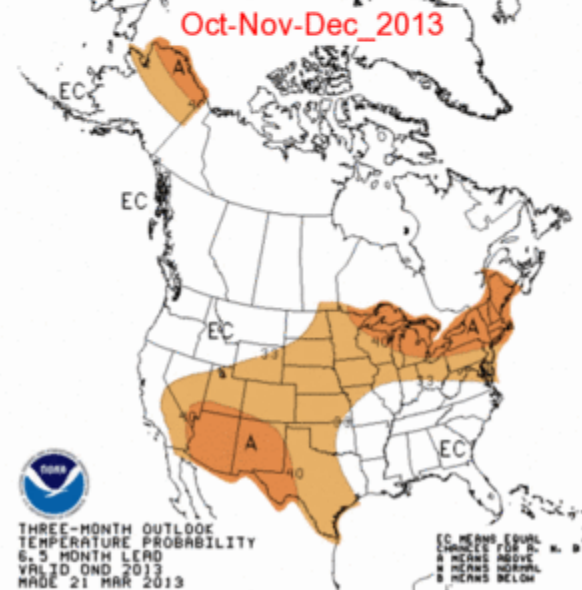 Oct-Nov-Dec_2013
A
EC
40
EC
EC
A
33
40
33
40
33
EC
A
40
NOAA
THREE-MONTH OUTLOOK
TEMPERATURE PROBABILITY
6.5 MONTH LEAD
VALID OND 2013
MADE 21 MAR 2013
EC MEANS EQUAL
CHANCES FOR A, N, B
A MEANS ABOVE
N MEANS NORMAL
B MEANS BELOW